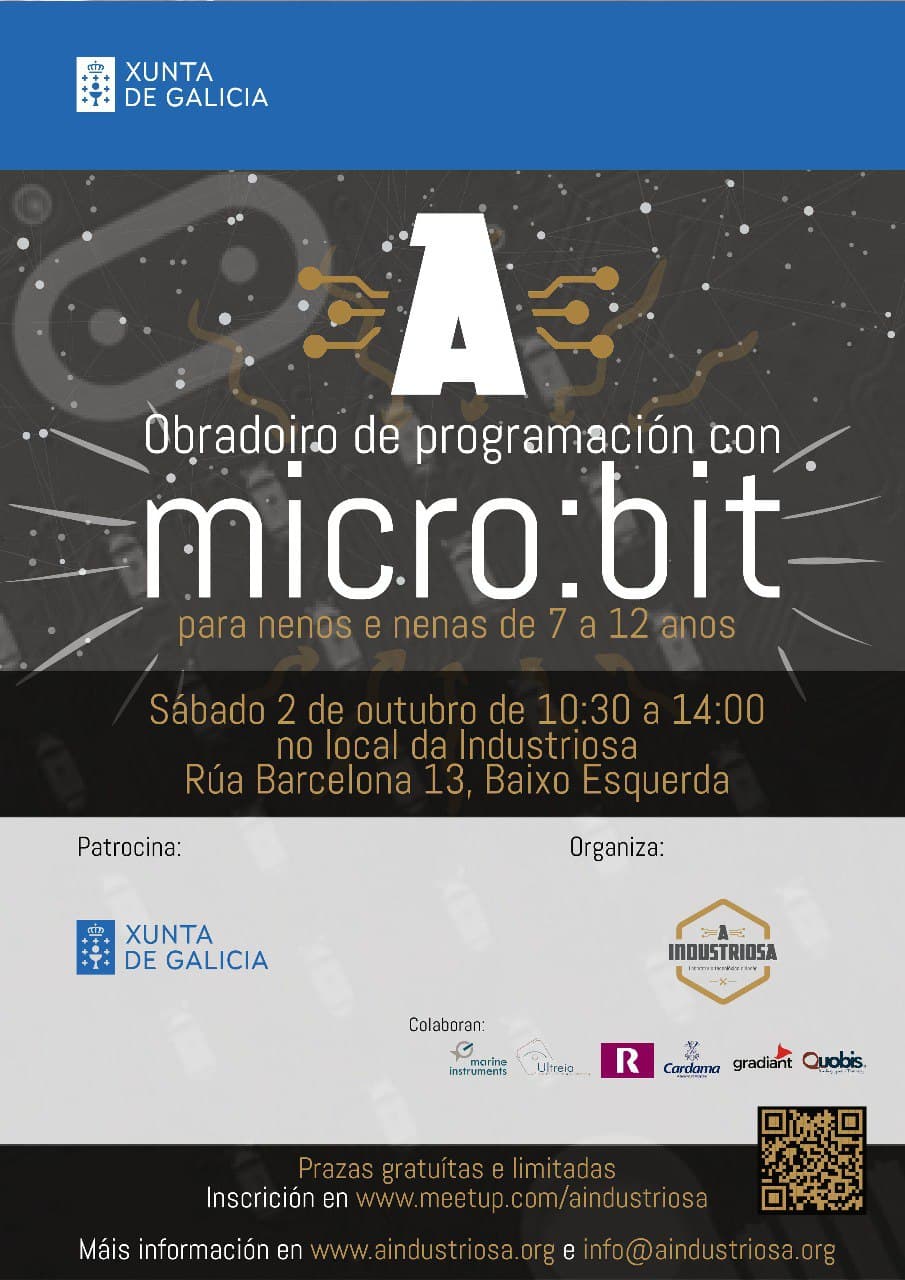 XUNTA
DE GALICIA
A
Obradoiro de programación con
micro:bit
para nenos e nenas de 7 a 12 anos
Sábado 2 de outubro de 10:30 a 14:00
no local da Industriosa
Rúa Barcelona 13, Baixo Esquerda
Patrocina:
Organiza:
XUNTA
DE GALICIA
A
INDUSTRIOSA
Colaboran:
marine
instruments
Ultreia
R
Cardama
gradiant
Quobis
Prazas gratuítas e limitadas
Inscrición en www.meetup.com/aindustriosa
Máis información en www.aindustriosa.org e info@aindustriosa.org